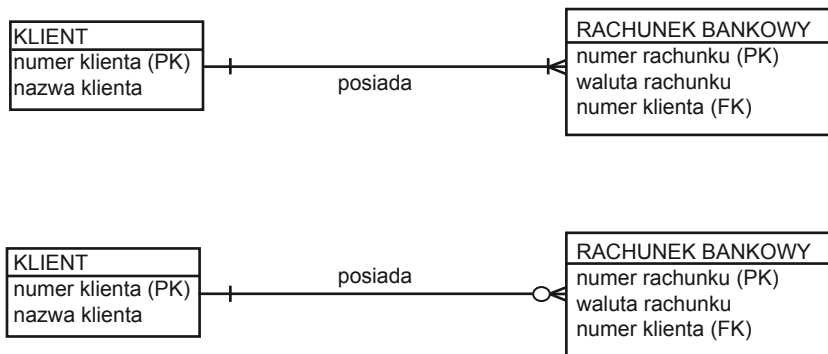 KLIENT
numer klienta (PK)
nazwa klienta
posiada
RACHUNEK BANKOWY
numer rachunku (PK)
waluta rachunku
numer klienta (FK)
KLIENT
numer klienta (PK)
nazwa klienta
posiada
RACHUNEK BANKOWY
numer rachunku (PK)
waluta rachunku
numer klienta (FK)